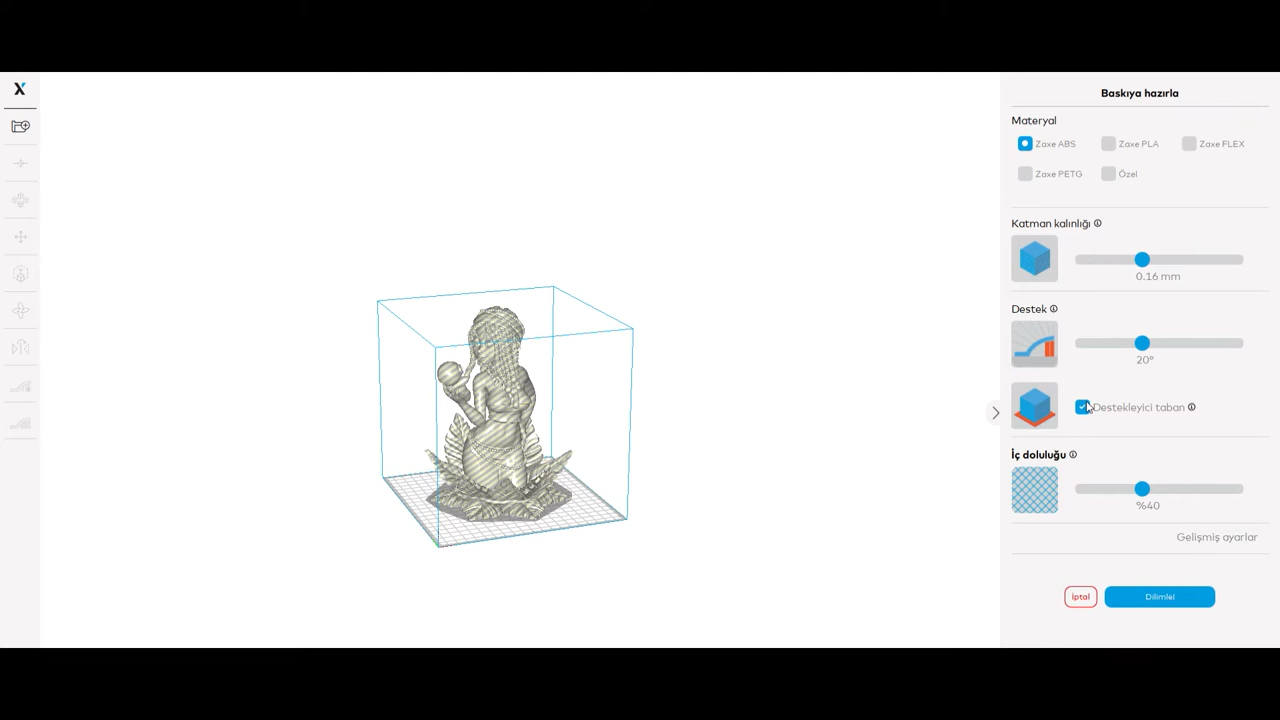 X
Baskıya hazırla
Materyal
Zaxe ABS Zaxe PLA Zaxe FLEX
Zaxe PETG Özel
Katman kalınlığı
0.16 mm
Destek
20°
Destekleyici taban
İç doluluğu
%40
Gelişmiş ayarlar
İptal Dilimle!